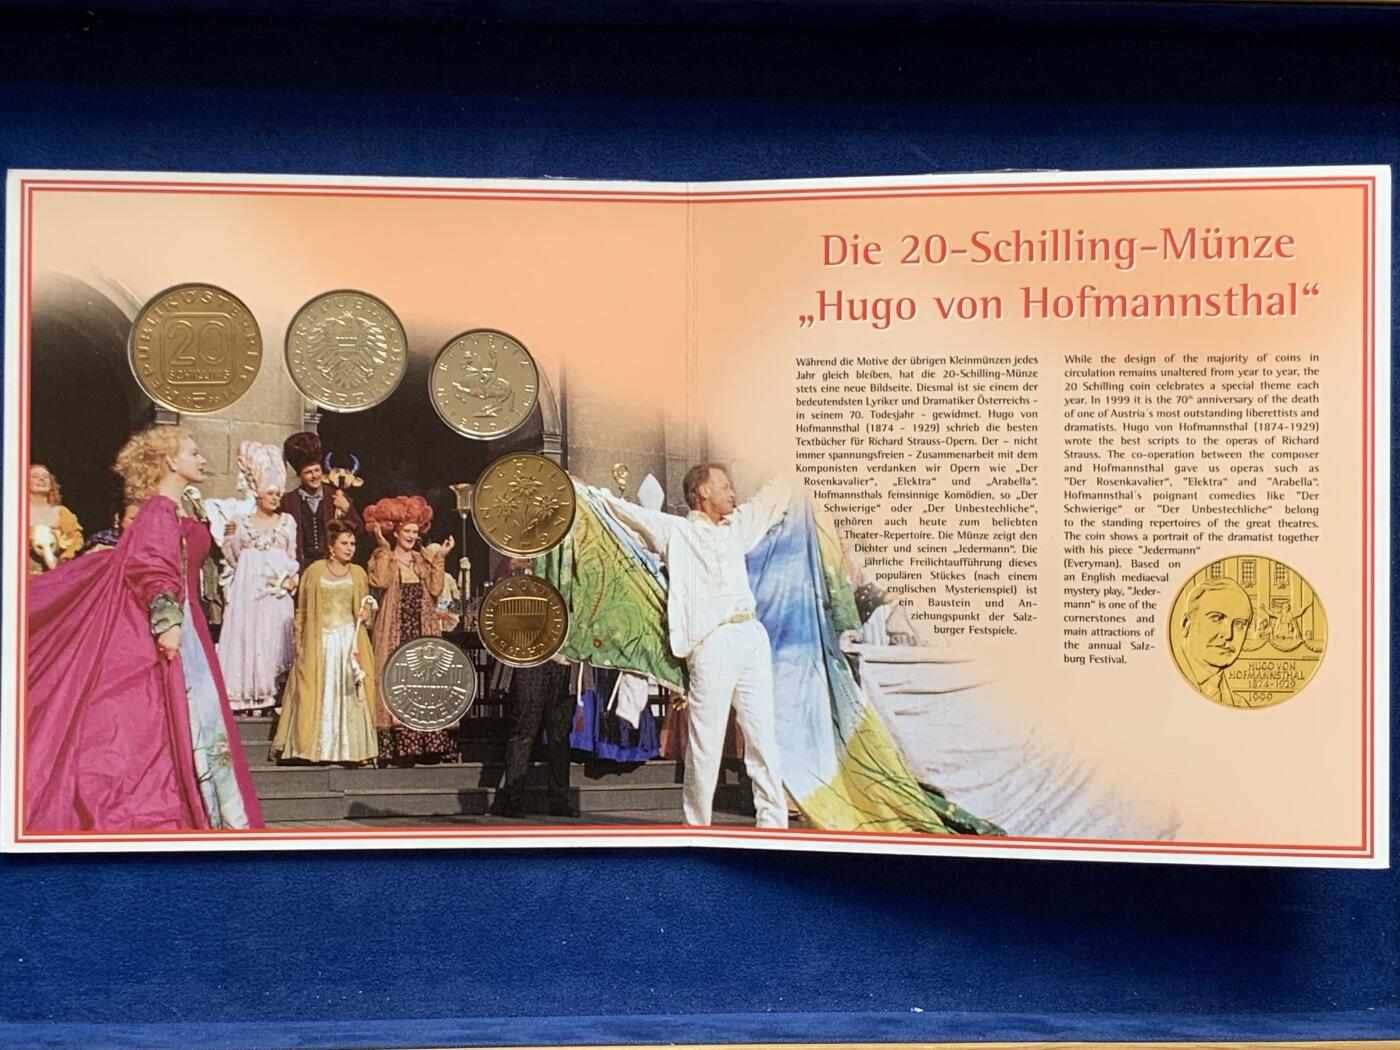 Die 20-Schilling-Münze
„Hugo von Hofmannsthal“
Während die Motive der übrigen Kleinmünzen jedes
Jahr gleich bleiben, hat die 20-Schilling-Münze
stets eine neue Bildseite. Diesmal ist sie einem der
bedeutendsten Lyriker und Dramatiker Österreichs –
in seinem 70. Todesjahr – gewidmet. Hugo von
Hofmannsthal (1874 – 1929) schrieb die besten
Textbücher für Richard Strauss-Opern. Der – nicht
immer spannungsfreien – Zusammenarbeit mit dem
Komponisten verdanken wir Opern wie „Der
Rosenkavalier“, „Elektra“ und „Arabella“.
Hofmannsthals feinsinnige Komödien, so „Der
Schwierige“ oder „Der Unbestechliche“,
gehören auch heute zum beliebten
Theater-Repertoire. Die Münze zeigt den
Dichter und seinen „Jedermann“. Die
jährliche Freilichtaufführung dieses
populären Stückes (nach einem
englischen Mysterienspiel) ist
ein Baustein und An-
ziehungspunkt der Salz-
burger Festspiele.
While the design of the majority of coins in
circulation remains unaltered from year to year, the
20 Schilling coin celebrates a special theme each
year. In 1999 it is the 70th anniversary of the death
of one of Austria´s most outstanding liberettists and
dramatists. Hugo von Hofmannsthal (1874-1929)
wrote the best scripts to the operas of Richard
Strauss. The co-operation between the composer
and Hofmannsthal gave us operas such as
"Der Rosenkavalier", "Elektra" and "Arabella".
Hofmannsthal´s poignant comedies like "Der
Schwierige" or "Der Unbestechliche" belong
to the standing repertoires of the great theatres.
The coin shows a portrait of the dramatist together
with his piece "Jedermann"
(Everyman). Based on
an English mediaeval
mystery play, "Jeder-
mann" is one of the
cornerstones and
main attractions of
the annual Salz-
burg Festival.
HUGO VON
HOFMANNSTHAL
1874-1929
1999
REPUBLIK ÖSTERREICH
20
SCHILLING
REPUBLIK ÖSTERREICH
REPUBLIK ÖSTERREICH
EIN SCHILLING
REPUBLIK ÖSTERREICH